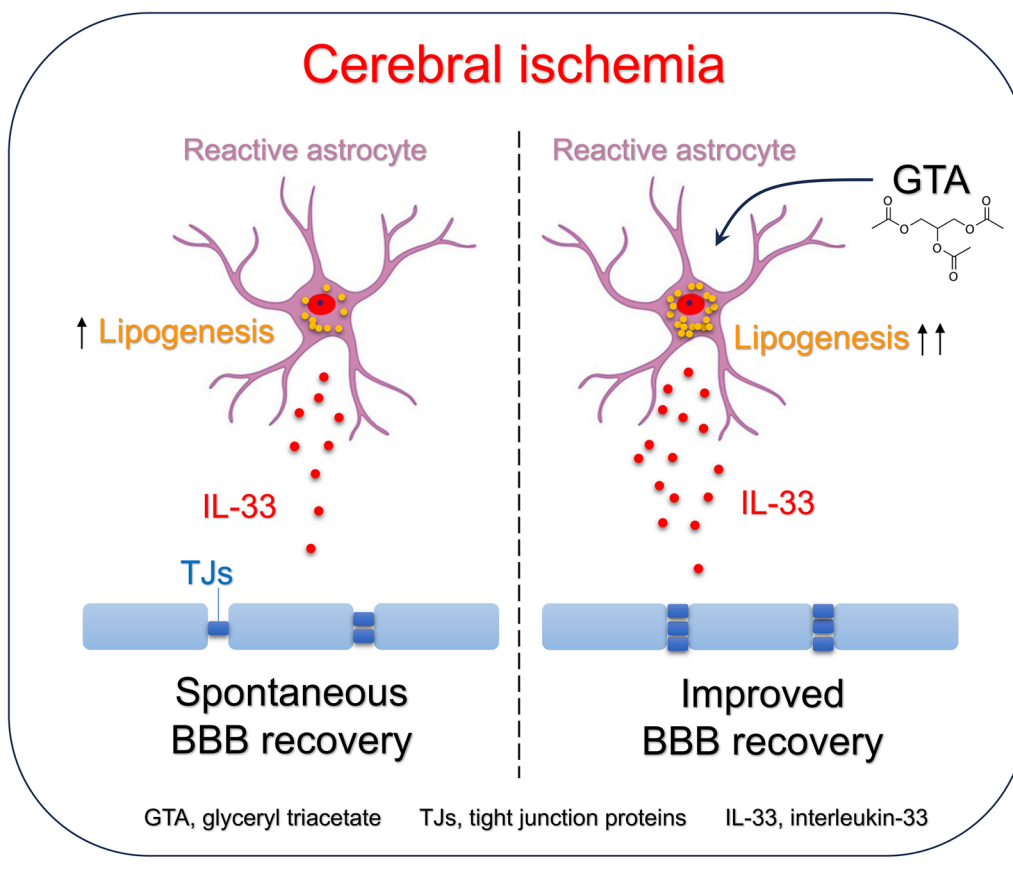 Cerebral ischemia
Reactive astrocyte
↑ Lipogenesis
IL-33
TJs
Spontaneous
BBB recovery
Reactive astrocyte
GTA
O
O
O
O
O
O
Lipogenesis ↑↑
IL-33
Improved
BBB recovery
GTA, glyceryl triacetate TJs, tight junction proteins IL-33, interleukin-33